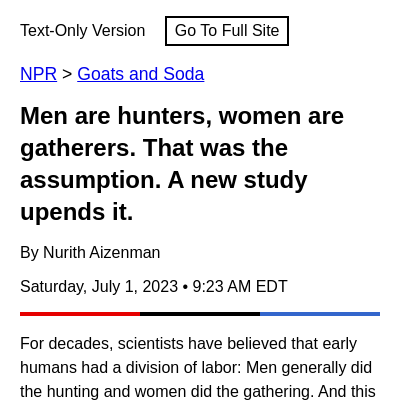 Text-Only Version Go To Full Site
NPR > Goats and Soda
Men are hunters, women are
gatherers. That was the
assumption. A new study
upends it.
By Nurith Aizenman
Saturday, July 1, 2023 • 9:23 AM EDT
For decades, scientists have believed that early
humans had a division of labor: Men generally did
the hunting and women did the gathering. And this